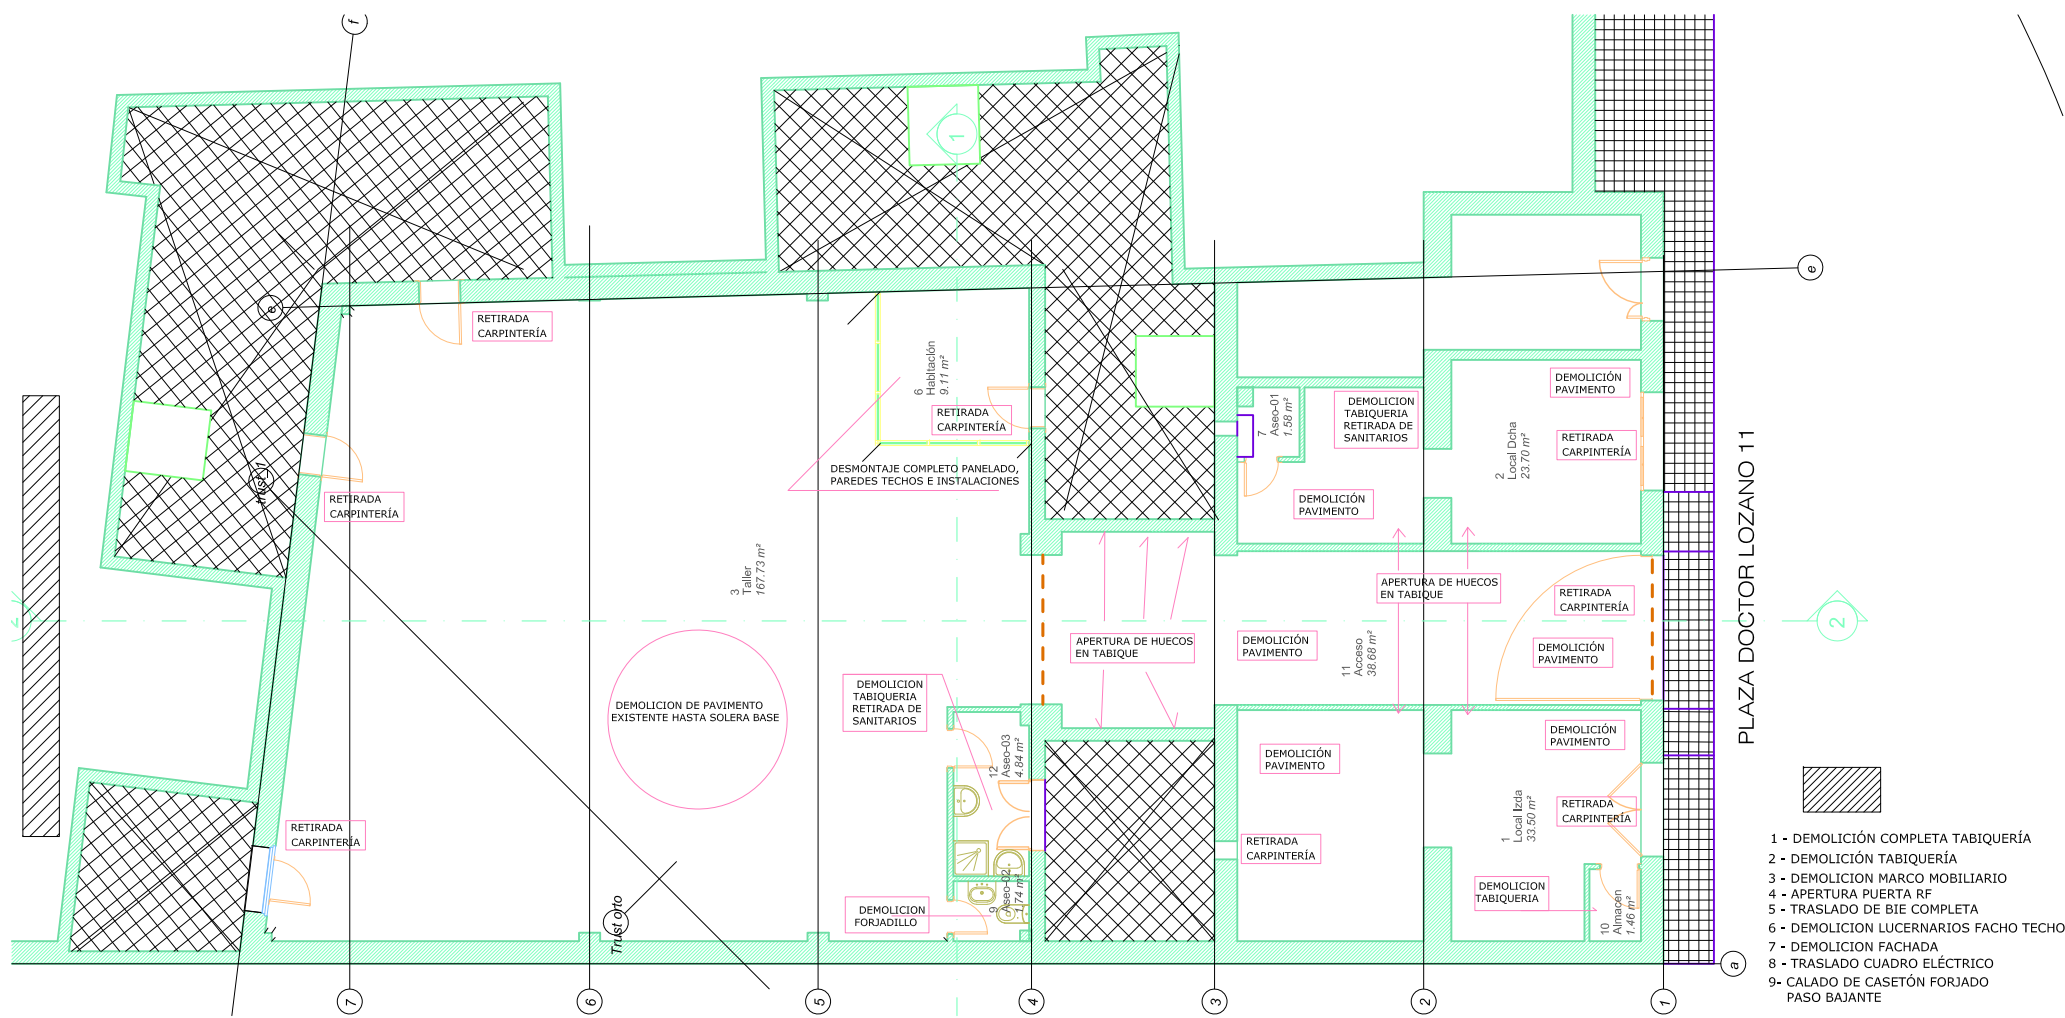 f
1
e
e
RETIRADA
CARPINTERÍA
6
Habitación
9.11 m²
RETIRADA
CARPINTERÍA
DESMONTAJE COMPLETO PANELADO,
PAREDES TECHOS E INSTALACIONES
7
Aseo-01
1.58 m²
DEMOLICION
TABIQUERIA
RETIRADA DE
SANITARIOS
DEMOLICIÓN
PAVIMENTO
2
Local Dcha
23.70 m²
RETIRADA
CARPINTERÍA
DEMOLICIÓN
PAVIMENTO
trust_1
RETIRADA
CARPINTERÍA
3
Taller
167.73 m²
APERTURA DE HUECOS
EN TABIQUE
RETIRADA
CARPINTERÍA
PLAZA DOCTOR LOZANO 11
2
2
APERTURA DE HUECOS
EN TABIQUE
DEMOLICIÓN
PAVIMENTO
11
Acceso
38.68 m²
DEMOLICIÓN
PAVIMENTO
DEMOLICION DE PAVIMENTO
EXISTENTE HASTA SOLERA BASE
DEMOLICION
TABIQUERIA
RETIRADA DE
SANITARIOS
12
Aseo-03
4.84 m²
DEMOLICIÓN
PAVIMENTO
DEMOLICIÓN
PAVIMENTO
RETIRADA
CARPINTERÍA
RETIRADA
CARPINTERÍA
1
Local Izda
33.50 m²
RETIRADA
CARPINTERÍA
9
Aseo-02
1.74 m²
DEMOLICION
FORJADILLO
DEMOLICION
TABIQUERIA
10
Almacen
1.46 m²
Trust orto
a
7
6
5
4
3
2
1
1 - DEMOLICIÓN COMPLETA TABIQUERÍA
2 - DEMOLICIÓN TABIQUERÍA
3 - DEMOLICION MARCO MOBILIARIO
4 - APERTURA PUERTA RF
5 - TRASLADO DE BIE COMPLETA
6 - DEMOLICION LUCERNARIOS FACHO TECHO
7 - DEMOLICION FACHADA
8 - TRASLADO CUADRO ELÉCTRICO
9- CALADO DE CASETÓN FORJADO
PASO BAJANTE